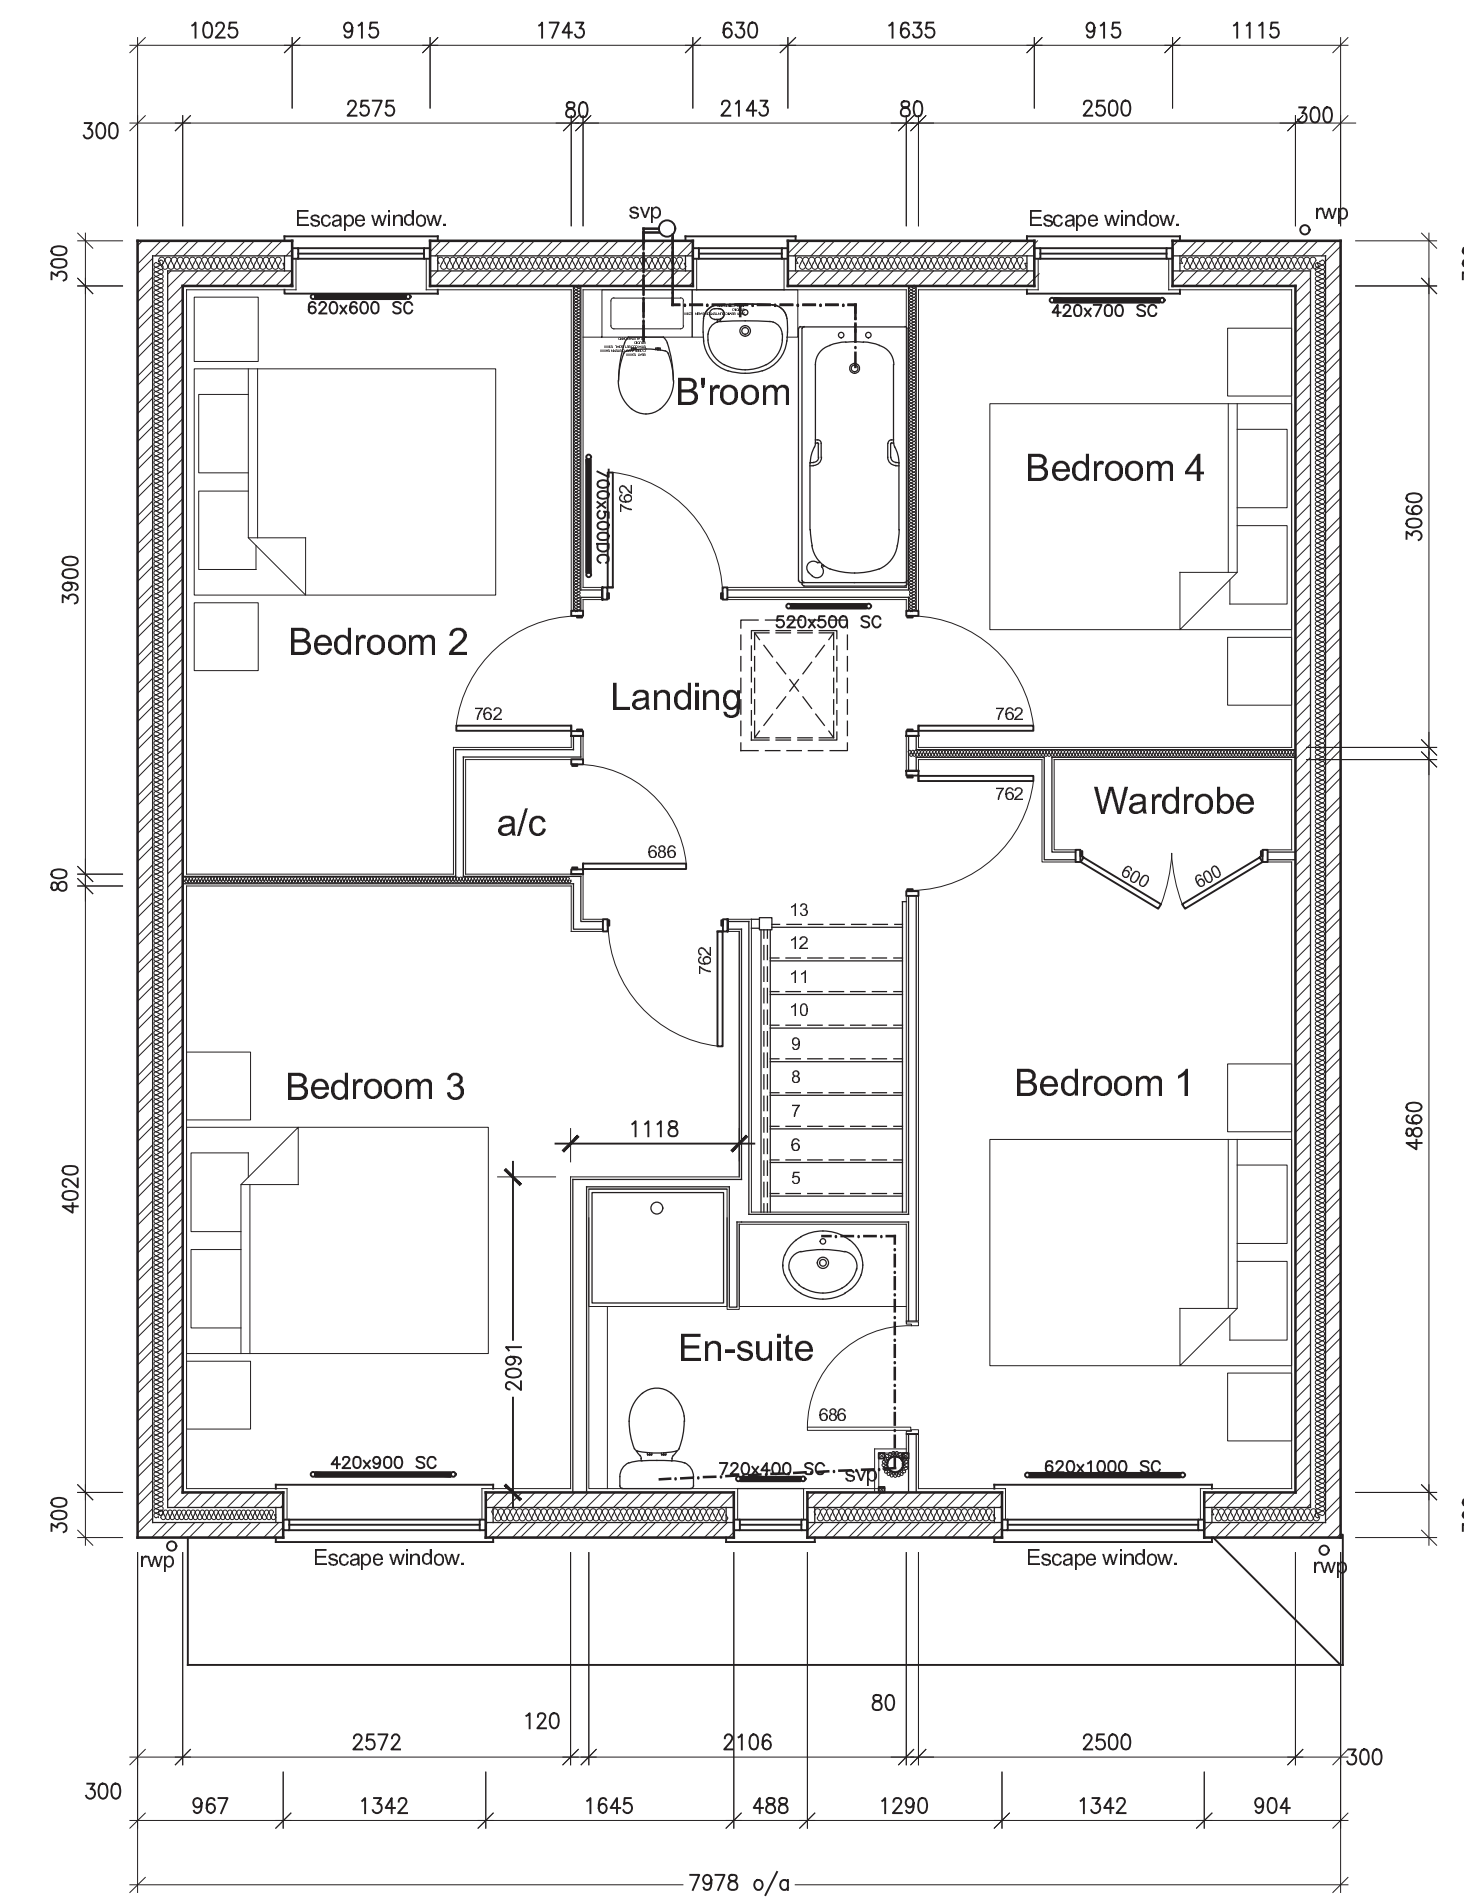 1025 915 1743 630 1635 915 1115
300 2575 80 2143 80 2500 300
Escape window. svp Escape window. rwp
300
620x600 SC
420x700 SC
B'room
Bedroom 4
700x500DC
762
3060
3900
520x500 SC
Bedroom 2
Landing
762
762
762
Wardrobe
a/c
686
600 600
80
13
12
762
11
10
9
8
7
6
5
Bedroom 3
Bedroom 1
1118
4860
4020
2091
En-suite
686
420x900 SC
720x400 SC
svp
620x1000 SC
300
rwp
Escape window.
Escape window.
rwp
120
80
2572 2106 2500 300
300
967 1342 1645 488 1290 1342 904
7978 o/a